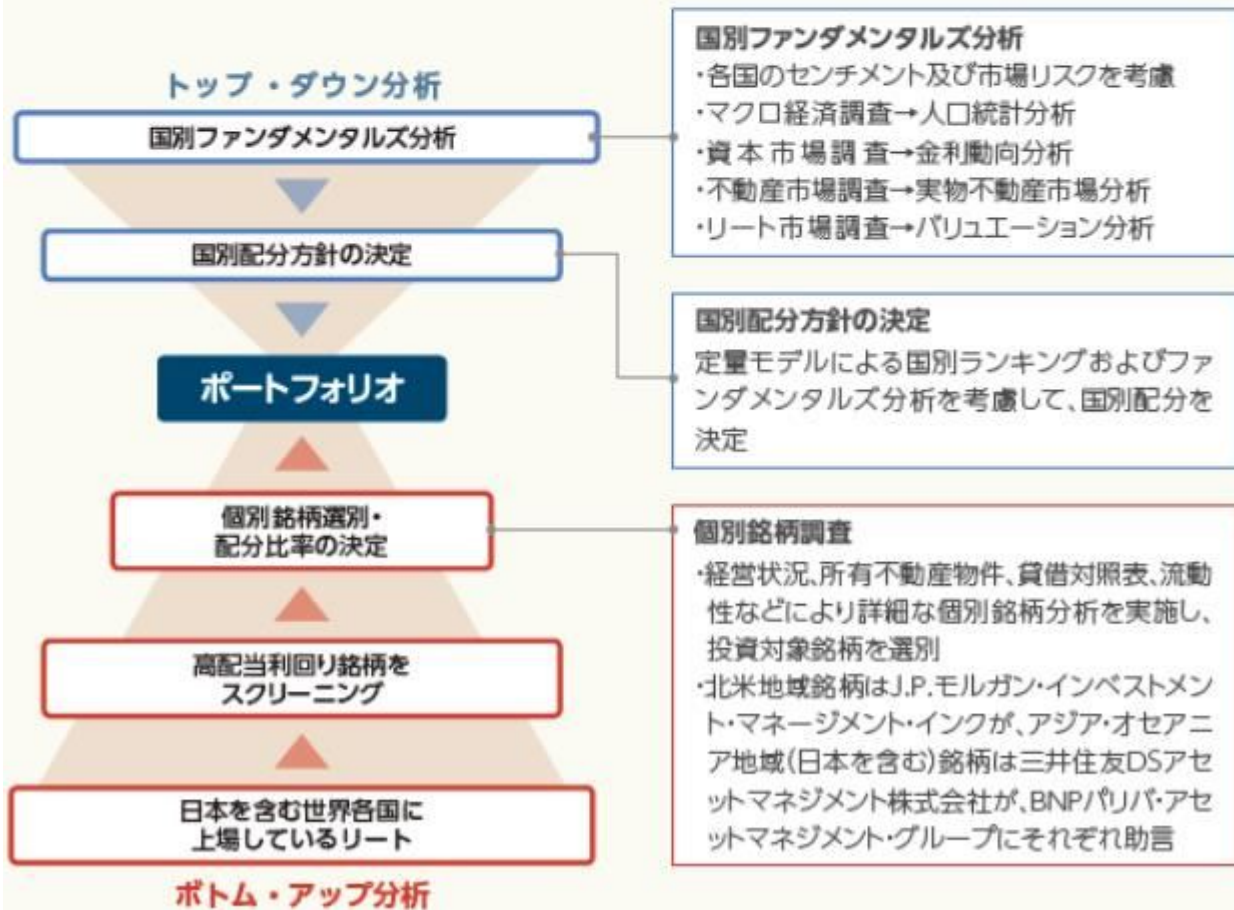 トップ・ダウン分析
国別ファンダメンタルズ分析
国別配分方針の決定
ポートフォリオ
個別銘柄選別・
配分比率の決定
高配当利回り銘柄を
スクリーニング
日本を含む世界各国に
上場しているリート
ボトム・アップ分析
国別ファンダメンタルズ分析
・各国のセンチメント及び市場リスクを考慮
・マクロ経済調査→人口統計分析
・資本市場調査→金利動向分析
・不動産市場調査→実物不動産市場分析
・リート市場調査→バリュエーション分析
国別配分方針の決定
定量モデルによる国別ランキングおよびファ
ンダメンタルズ分析を考慮して、国別配分を
決定
個別銘柄調査
・経営状況、所有不動産物件、貸借対照表、流動
性などにより詳細な個別銘柄分析を実施し、
投資対象銘柄を選別
・北米地域銘柄はJ.P.モルガン・インベストメン
ト・マネージメント・インクが、アジア・オセアニ
ア地域(日本を含む)銘柄は三井住友DSアセ
ットマネジメント株式会社が、BNPパリバ・アセ
ットマネジメント・グループにそれぞれ助言